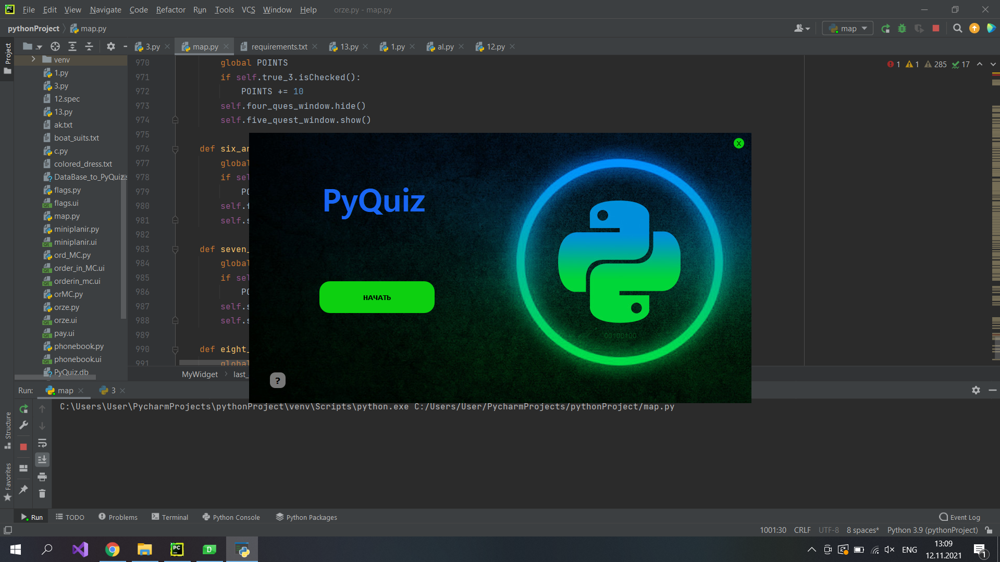 PC File Edit View Navigate Code Refactor Run Tools VCS Window Help orze.py - map.py
pythonProject map.py map
Project 3.py map.py requirements.txt 13.py 1.py al.py 12.py
1 1 285 17
venv
1.py
3.py
12.spec
13.py
ak.txt
boat_suits.txt
c.py
colored_dress.txt
DataBase_to_PyQuiz.s
flags.py
flags.ui
map.py
miniplanir.py
miniplanir.ui
ord_MC.py
order_in_MC.ui
orderin_mc.ui
orMC.py
orze.py
orze.ui
pay.ui
phonebook.py
phonebook.ui
PyQuiz.db
970 global POINTS
971 if self.true_3.isChecked():
972 POINTS += 10
973 self.four_ques_window.hide()
974 self.five_quest_window.show()
975
976 def six_an
977 global
978 if sel
979 PO
980 self.f
981 self.s
982
983 def seven_
984 global
985 if sel
986 PO
987 self.s
988 self.s
989
990 def eight_
991 global
MyWidget last_
X
PyQuiz
НАЧАТЬ
00100100
?
Run: map 3
C:\Users\User\PycharmProjects\pythonProject\venv\Scripts\python.exe C:/Users/User/PycharmProjects/pythonProject/map.py
Structure
Favorites
Run TODO Problems Terminal Python Console Python Packages Event Log
1001:30 CRLF UTF-8 8 spaces* Python 3.9 (pythonProject)
PC D ENG 13:09
12.11.2021 1